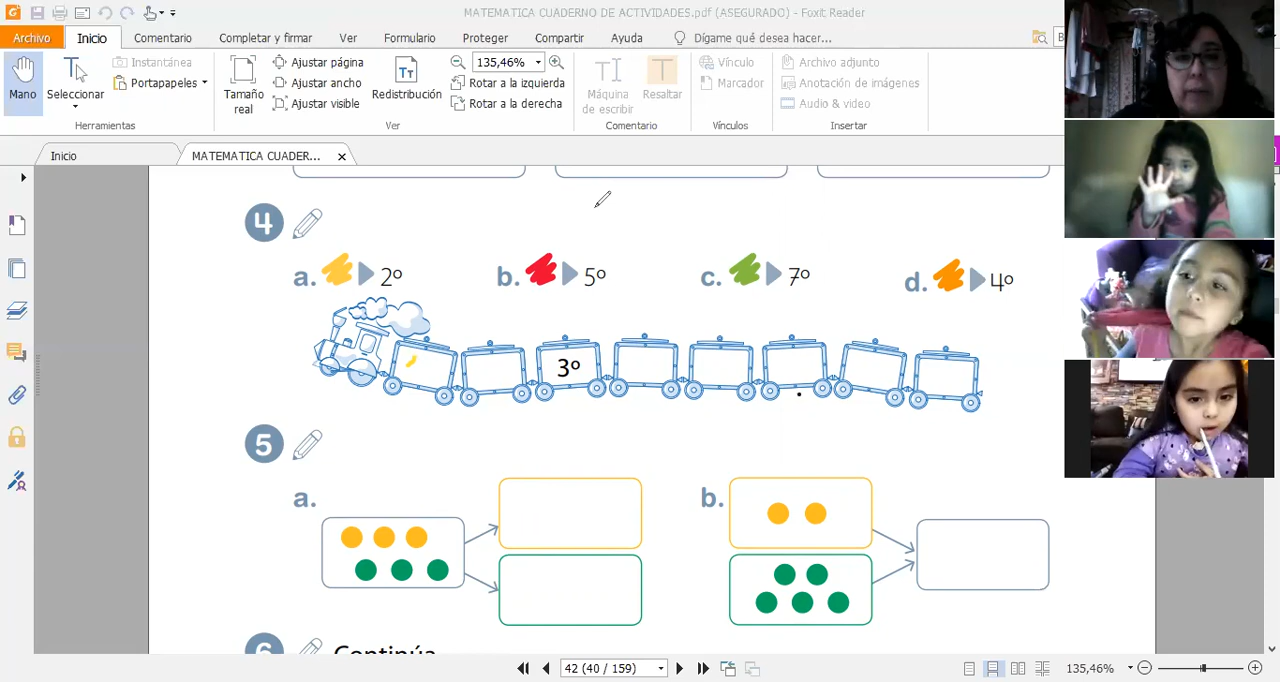 MATEMATICA CUADERNO DE ACTIVIDADES.pdf (ASEGURADO) - Foxit Reader
Archivo Inicio Comentario Completar y firmar Ver Formulario Proteger Compartir Ayuda Dígame qué desea hacer...
Mano
Seleccionar
Instantánea
Portapapeles
Herramientas
Tamaño real
Ajustar página
Ajustar ancho
Ajustar visible
135,46%
Redistribución
Rotar a la izquierda
Rotar a la derecha
Ver
Máquina de escribir
Resaltar
Comentario
Vínculo
Marcador
Vínculos
Archivo adjunto
Anotación de imágenes
Audio & video
Insertar
Inicio
MATEMATICA CUADER...
4
a. 2º b. 5º c. 7º d. 4º
3º
5
a. b.
6 Continúa
42 (40 / 159)
135,46%